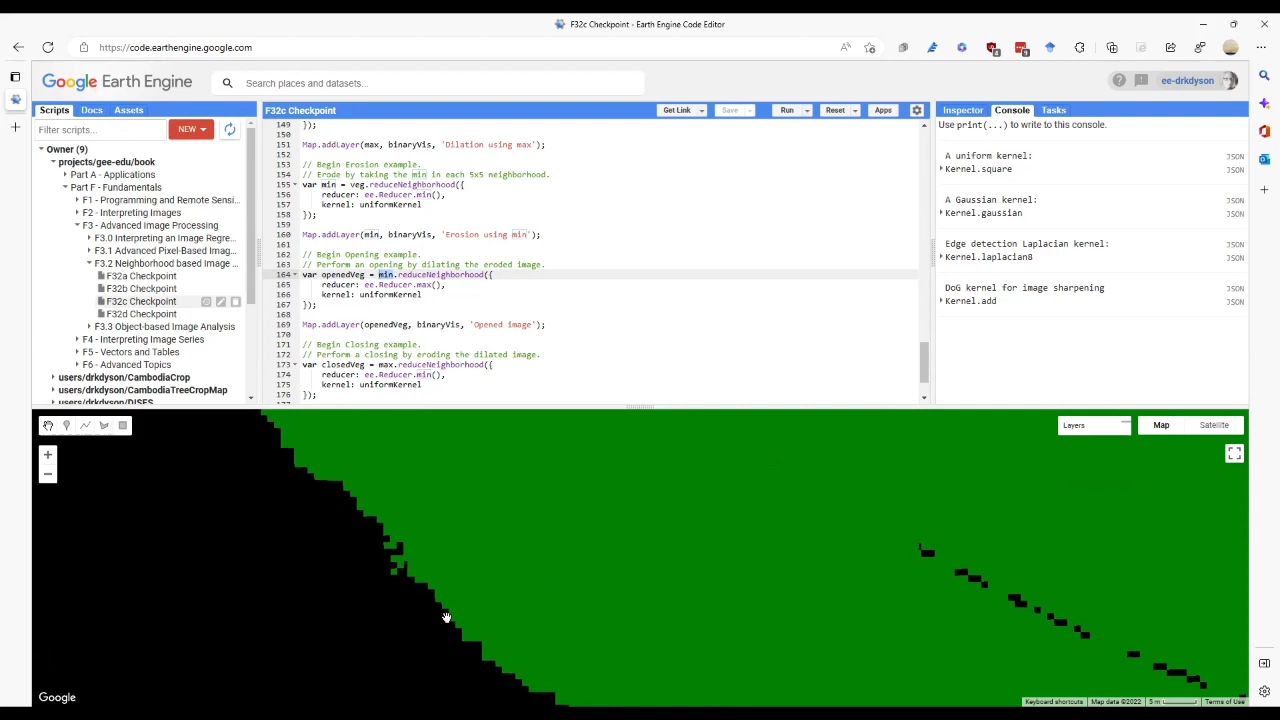 F32c Checkpoint - Earth Engine Code Editor
https://code.earthengine.google.com
Google Earth Engine
Search places and datasets...
ee-drkdyson
Scripts Docs Assets
Filter scripts...
NEW
Owner (9)
projects/gee-edu/book
Part A - Applications
Part F - Fundamentals
F1 - Programming and Remote Sensi...
F2 - Interpreting Images
F3 - Advanced Image Processing
F3.0 Interpreting an Image Regre...
F3.1 Advanced Pixel-Based Imag...
F3.2 Neighborhood based Image ...
F32a Checkpoint
F32b Checkpoint
F32c Checkpoint
F32d Checkpoint
F3.3 Object-based Image Analysis
F4 - Interpreting Image Series
F5 - Vectors and Tables
F6 - Advanced Topics
users/drkdyson/CambodiaCrop
users/drkdyson/CambodiaTreeCropMap
users/drkdyson/DISES
F32c Checkpoint
Get Link Save Run Reset Apps
149 });
150
151 Map.addLayer(max, binaryVis, 'Dilation using max');
152
153 // Begin Erosion example.
154 // Erode by taking the min in each 5x5 neighborhood.
155 var min = veg.reduceNeighborhood({
156 reducer: ee.Reducer.min(),
157 kernel: uniformKernel
158 });
159
160 Map.addLayer(min, binaryVis, 'Erosion using min');
161
162 // Begin Opening example.
163 // Perform an opening by dilating the eroded image.
164 var openedVeg = min.reduceNeighborhood({
165 reducer: ee.Reducer.max(),
166 kernel: uniformKernel
167 });
168
169 Map.addLayer(openedVeg, binaryVis, 'Opened image');
170
171 // Begin Closing example.
172 // Perform a closing by eroding the dilated image.
173 var closedVeg = max.reduceNeighborhood({
174 reducer: ee.Reducer.min(),
175 kernel: uniformKernel
176 });
177
Inspector Console Tasks
Use print(...) to write to this console.
A uniform kernel: JSON
Kernel.square JSON
A Gaussian kernel: JSON
Kernel.gaussian JSON
Edge detection Laplacian kernel: JSON
Kernel.laplacian8 JSON
DoG kernel for image sharpening JSON
Kernel.add JSON
Layers
Map Satellite
Google
Keyboard shortcuts Map data ©2022 5 m Terms of Use